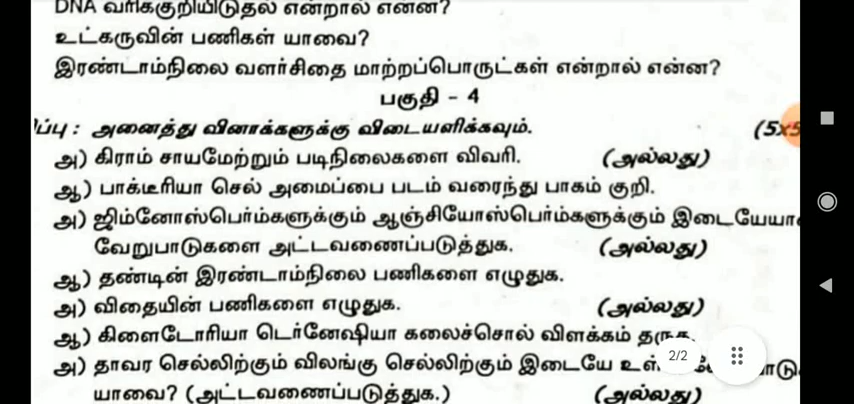 DNA வரிக்குறியிடுதல் என்றால் என்ன?
உட்கருவின் பணிகள் யாவை?
இரண்டாம்நிலை வளர்சிதை மாற்றப்பொருட்கள் என்றால் என்ன?
பகுதி - 4
ப்பு : அனைத்து வினாக்களுக்கு விடையளிக்கவும். (5x5
அ) கிராம் சாயமேற்றும் படிநிலைகளை விவரி. (அல்லது)
ஆ) பாக்டீரியா செல் அமைப்பை படம் வரைந்து பாகம் குறி.
அ) ஜிம்னோஸ்பெர்ம்களுக்கும் ஆஞ்சியோஸ்பெர்ம்களுக்கும்
வேறுபாடுகளை அட்டவணைப்படுத்துக. (அல்லது)
ஆ) தண்டின் இரண்டாம்நிலை பணிகளை எழுதுக.
அ) விதையின் பணிகளை எழுதுக. (அல்லது)
ஆ) கிளைடோரியா டெர்னேஷியா கலைச்சொல் விளக்கம் தருக.
2/2
அ) தாவர செல்லிற்கும் விலங்கு செல்லிற்கும் இடையே
யாவை? (அட்டவணைப்படுத்துக.) (அல்லது)